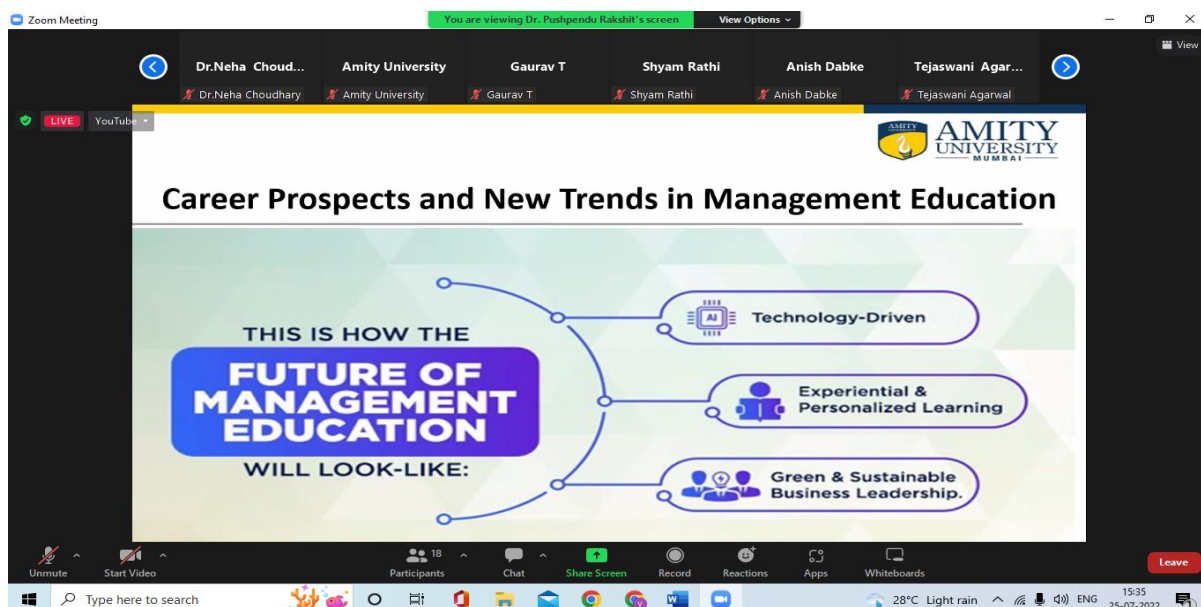 Zoom Meeting
You are viewing Dr. Pushpendu Rakshit's screen
View Options
View
Dr.Neha Choud...
Amity University
Gaurav T
Shyam Rathi
Anish Dabke
Tejaswani Agar...
Dr.Neha Choudhary
Amity University
Gaurav T
Shyam Rathi
Anish Dabke
Tejaswani Agarwal
LIVE
YouTube
AMITY
UNIVERSITY
AMITY
UNIVERSITY
MUMBAI
Career Prospects and New Trends in Management Education
THIS IS HOW THE
FUTURE OF
MANAGEMENT
EDUCATION
WILL LOOK-LIKE:
AI
Technology-Driven
Experiential &
Personalized Learning
Green & Sustainable
Business Leadership.
Unmute
Start Video
18
Participants
Chat
Share Screen
Record
Reactions
Apps
Whiteboards
Leave
Type here to search
28°C Light rain
ENG
15:35
25-07-2022